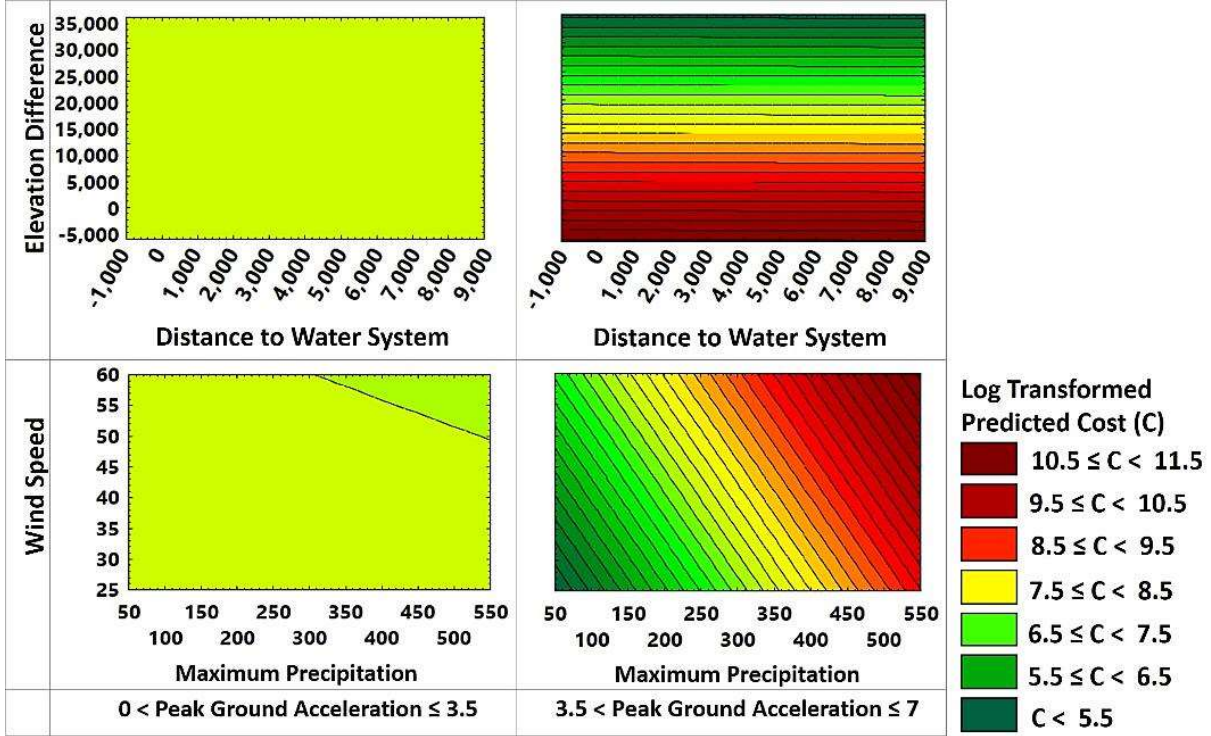 Elevation Difference
35,000
30,000
25,000
20,000
15,000
10,000
5,000
0
-5,000
-1,000 0 1,000 2,000 3,000 4,000 5,000 6,000 7,000 8,000 9,000
-1,000 0 1,000 2,000 3,000 4,000 5,000 6,000 7,000 8,000 9,000
Distance to Water System
Distance to Water System
Wind Speed
60
55
50
45
40
35
30
25
50 150 250 350 450 550
100 200 300 400 500
Maximum Precipitation
50 150 250 350 450 550
100 200 300 400 500
Maximum Precipitation
0 < Peak Ground Acceleration ≤ 3.5
3.5 < Peak Ground Acceleration ≤ 7
Log Transformed
Predicted Cost (C)
10.5 ≤ C < 11.5
9.5 ≤ C < 10.5
8.5 ≤ C < 9.5
7.5 ≤ C < 8.5
6.5 ≤ C < 7.5
5.5 ≤ C < 6.5
C < 5.5